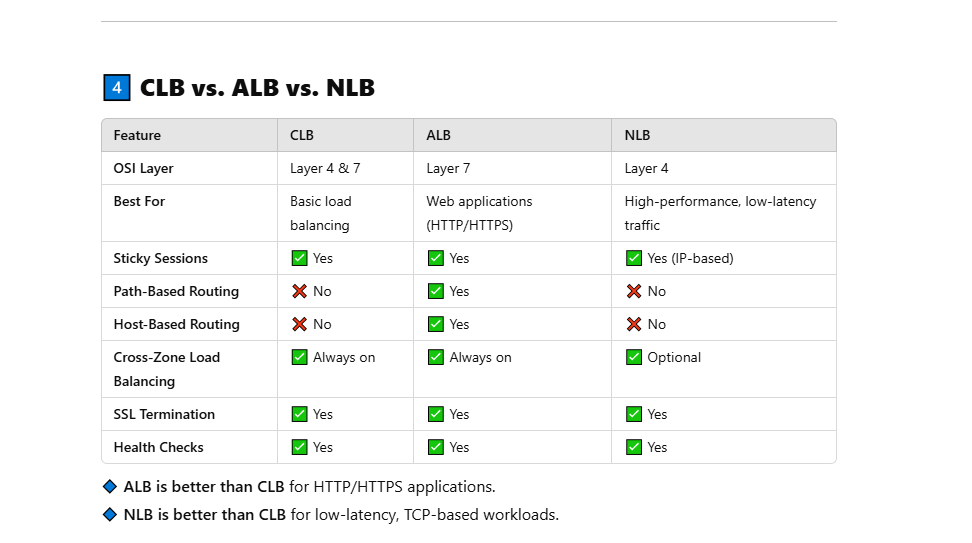 4 CLB vs. ALB vs. NLB
Feature CLB ALB NLB
OSI Layer Layer 4 & 7 Layer 7 Layer 4
Best For Basic load balancing Web applications (HTTP/HTTPS) High-performance, low-latency traffic
Sticky Sessions ✅ Yes ✅ Yes ✅ Yes (IP-based)
Path-Based Routing ❌ No ✅ Yes ❌ No
Host-Based Routing ❌ No ✅ Yes ❌ No
Cross-Zone Load Balancing ✅ Always on ✅ Always on ✅ Optional
SSL Termination ✅ Yes ✅ Yes ✅ Yes
Health Checks ✅ Yes ✅ Yes ✅ Yes
🔷 ALB is better than CLB for HTTP/HTTPS applications.
🔷 NLB is better than CLB for low-latency, TCP-based workloads.